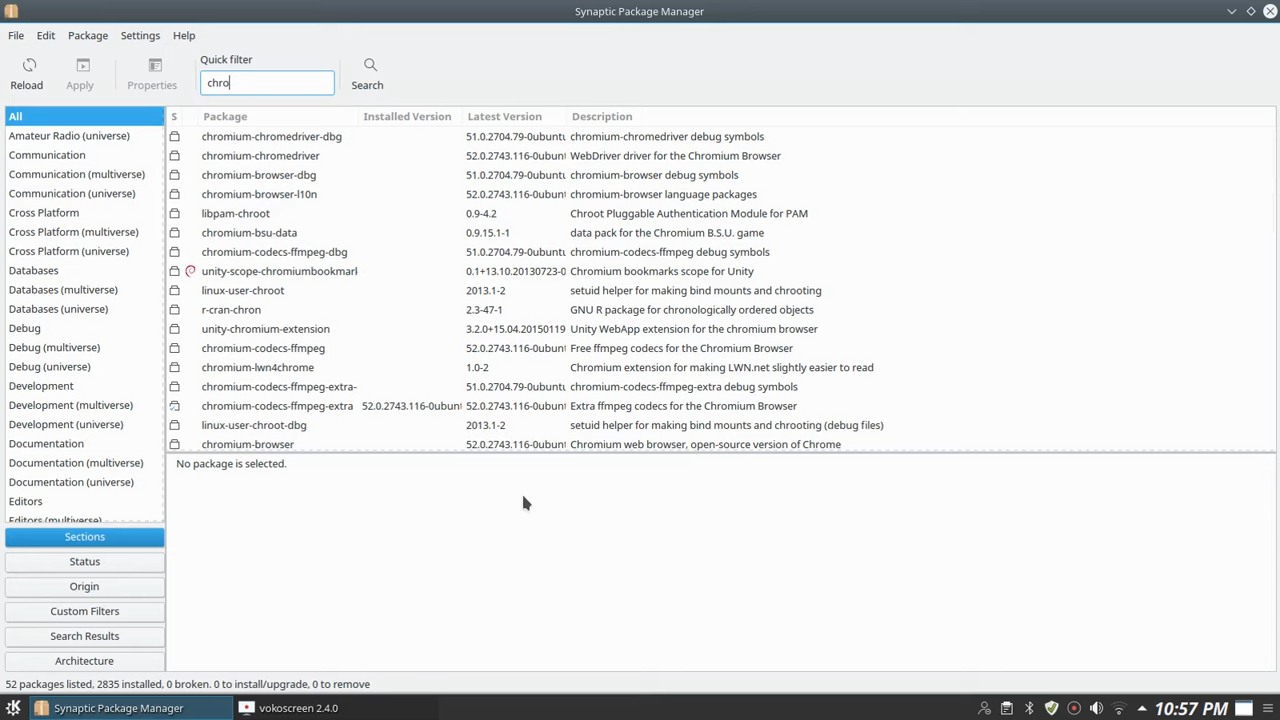 Synaptic Package Manager
File Edit Package Settings Help
Quick filter
Reload Apply Properties chro Search
All
Amateur Radio (universe)
Communication
Communication (multiverse)
Communication (universe)
Cross Platform
Cross Platform (multiverse)
Cross Platform (universe)
Databases
Databases (multiverse)
Databases (universe)
Debug
Debug (multiverse)
Debug (universe)
Development
Development (multiverse)
Development (universe)
Documentation
Documentation (multiverse)
Documentation (universe)
Editors
Editors (multiverse)
Sections
Status
Origin
Custom Filters
Search Results
Architecture
S Package Installed Version Latest Version Description
chromium-chromedriver-dbg 51.0.2704.79-0ubuntu chromium-chromedriver debug symbols
chromium-chromedriver 52.0.2743.116-0ubun WebDriver driver for the Chromium Browser
chromium-browser-dbg 51.0.2704.79-0ubuntu chromium-browser debug symbols
chromium-browser-l10n 52.0.2743.116-0ubun chromium-browser language packages
libpam-chroot 0.9-4.2 Chroot Pluggable Authentication Module for PAM
chromium-bsu-data 0.9.15.1-1 data pack for the Chromium B.S.U. game
chromium-codecs-ffmpeg-dbg 51.0.2704.79-0ubuntu chromium-codecs-ffmpeg debug symbols
unity-scope-chromiumbookmark 0.1+13.10.20130723-0 Chromium bookmarks scope for Unity
linux-user-chroot 2013.1-2 setuid helper for making bind mounts and chrooting
r-cran-chron 2.3-47-1 GNU R package for chronologically ordered objects
unity-chromium-extension 3.2.0+15.04.20150119 Unity WebApp extension for the chromium browser
chromium-codecs-ffmpeg 52.0.2743.116-0ubun Free ffmpeg codecs for the Chromium Browser
chromium-lwn4chrome 1.0-2 Chromium extension for making LWN.net slightly easier to read
chromium-codecs-ffmpeg-extra- 51.0.2704.79-0ubuntu chromium-codecs-ffmpeg-extra debug symbols
chromium-codecs-ffmpeg-extra 52.0.2743.116-0ubun 52.0.2743.116-0ubun Extra ffmpeg codecs for the Chromium Browser
linux-user-chroot-dbg 2013.1-2 setuid helper for making bind mounts and chrooting (debug files)
chromium-browser 52.0.2743.116-0ubun Chromium web browser, open-source version of Chrome
No package is selected.
52 packages listed, 2835 installed, 0 broken. 0 to install/upgrade, 0 to remove
Synaptic Package Manager vokoscreen 2.4.0 10:57 PM